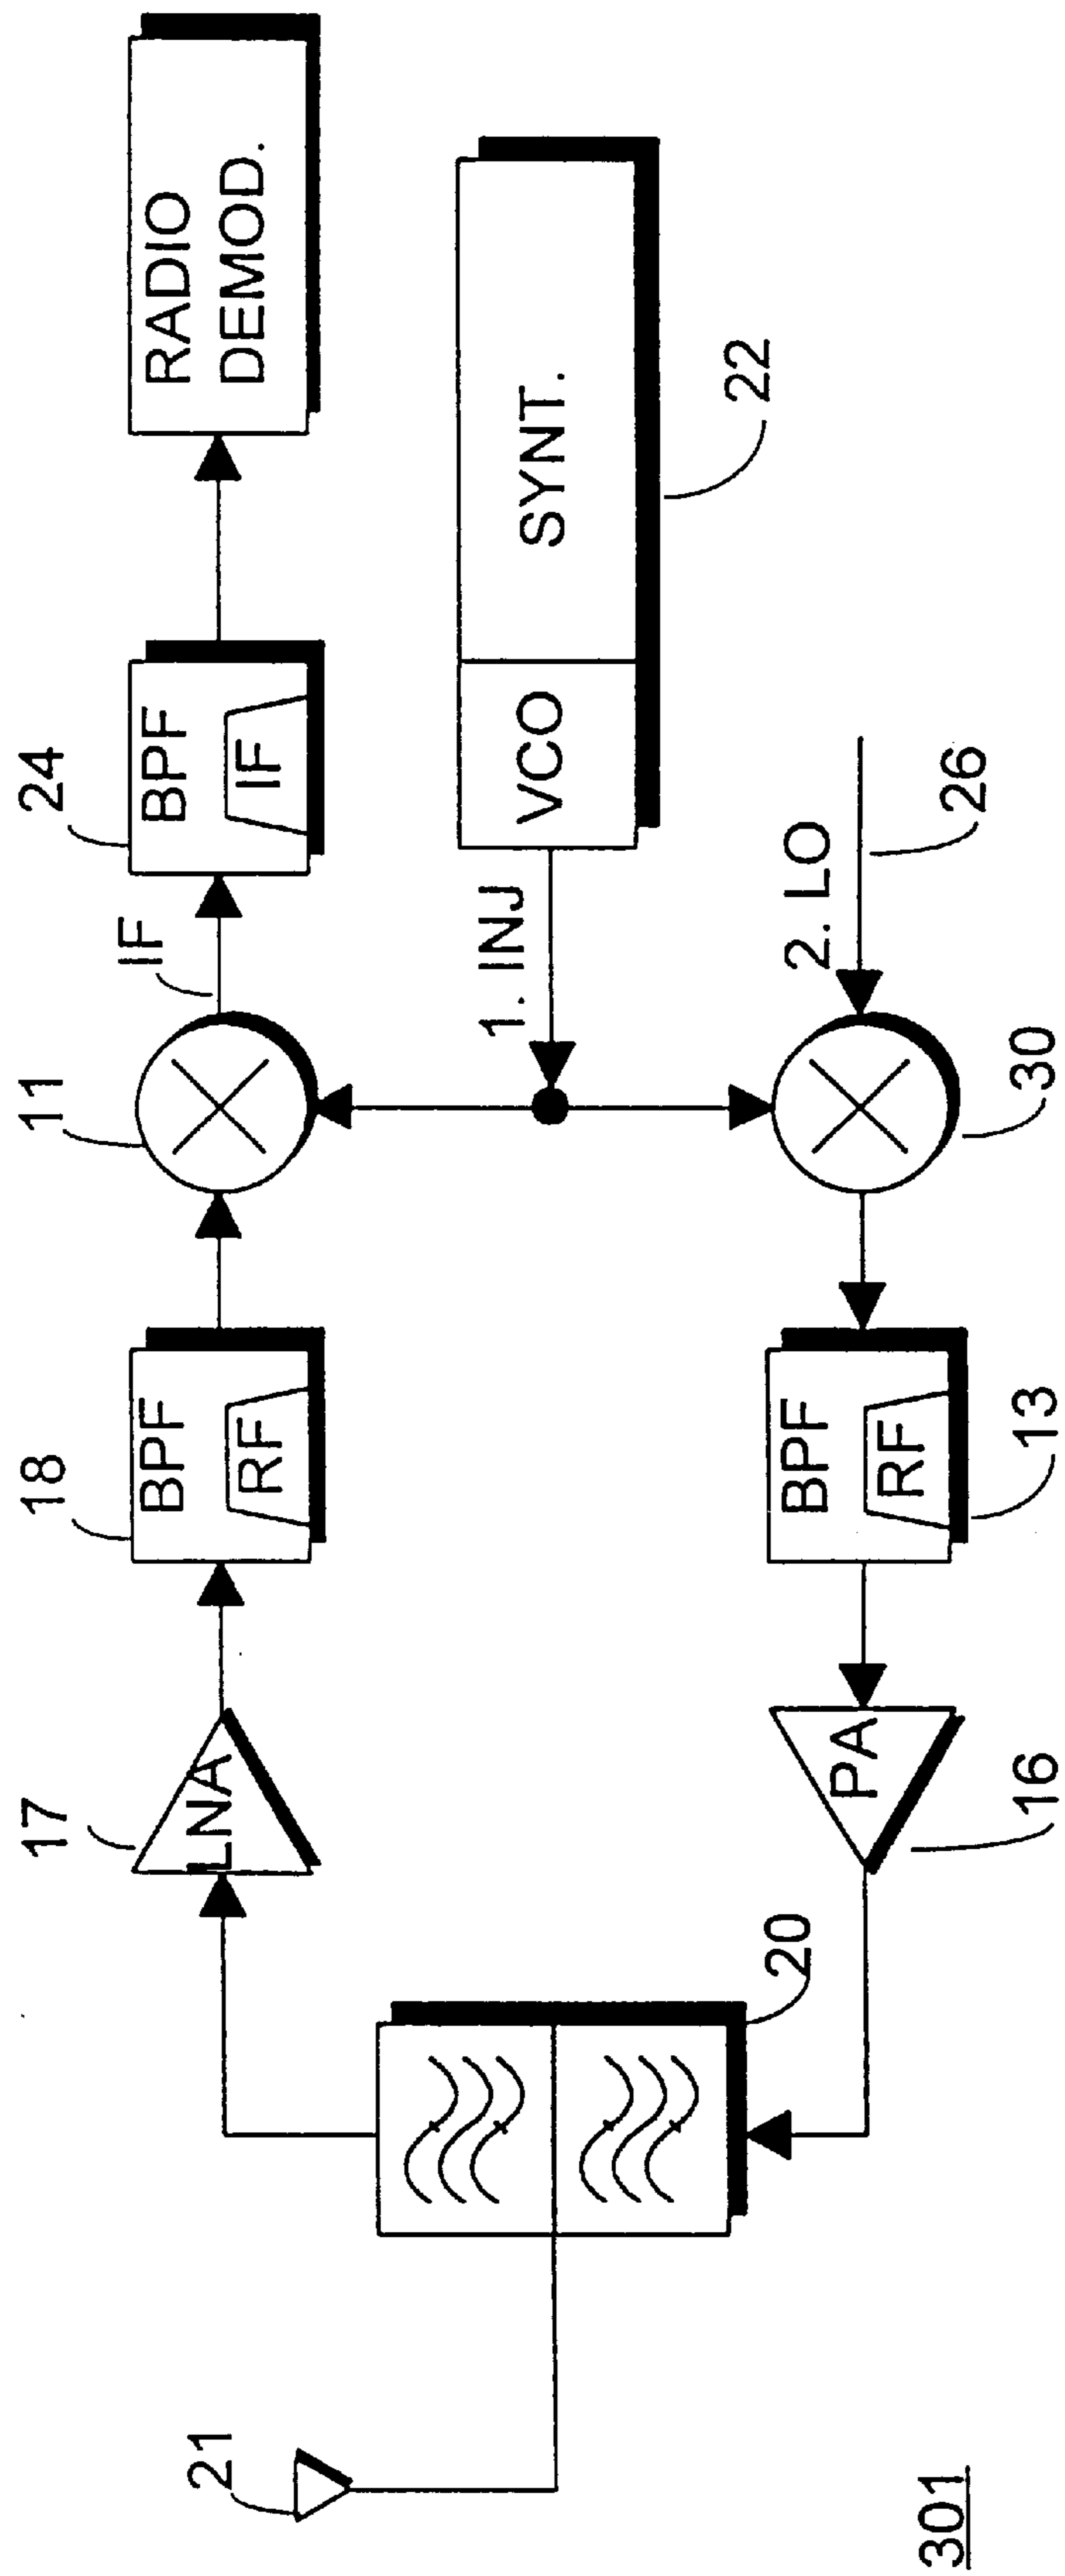 21
20
17
LNA
18
BPF
RF
11
IF
24
BPF
IF
RADIO
DEMOD.
1. INJ
VCO
SYNT.
22
2. LO
26
30
BPF
RF
13
PA
16
301